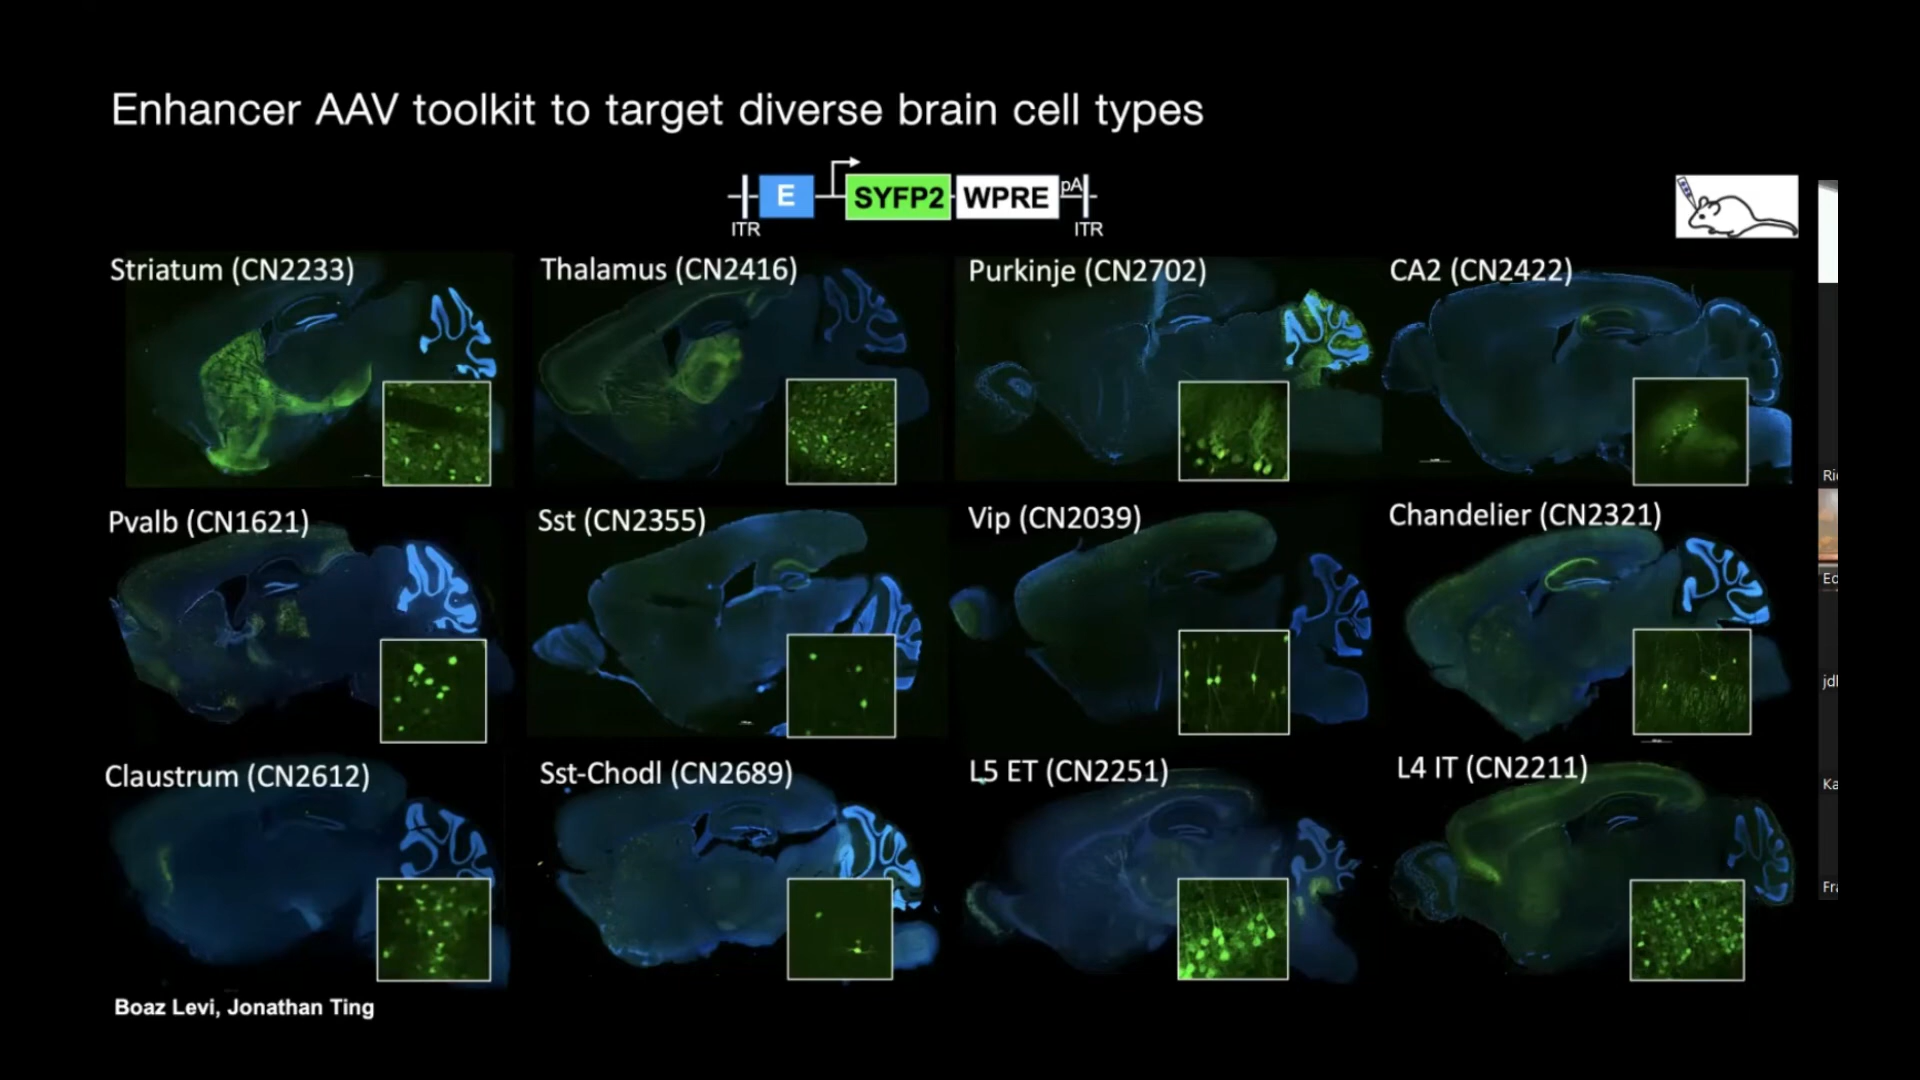 Enhancer AAV toolkit to target diverse brain cell types
E SYFP2 WPRE pA
ITR ITR
Striatum (CN2233)
Thalamus (CN2416)
Purkinje (CN2702)
CA2 (CN2422)
Pvalb (CN1621)
Sst (CN2355)
Vip (CN2039)
Chandelier (CN2321)
Claustrum (CN2612)
Sst-Chodl (CN2689)
L5 ET (CN2251)
L4 IT (CN2211)
Boaz Levi, Jonathan Ting
jdl
Ka